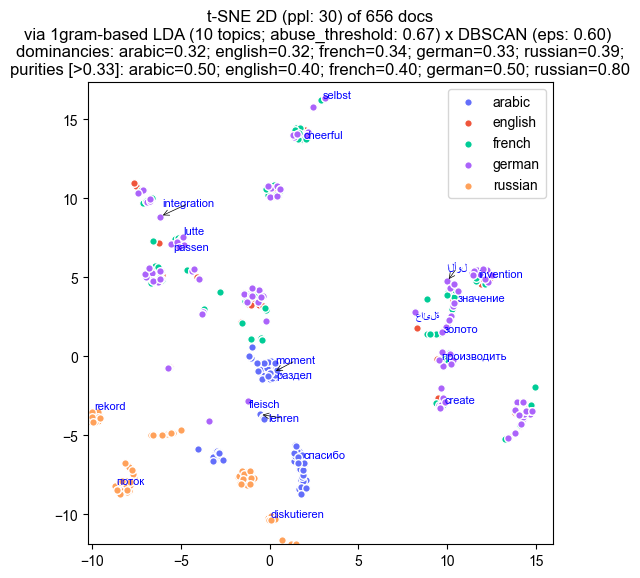 t-SNE 2D (ppl: 30) of 656 docs
via 1gram-based LDA (10 topics; abuse_threshold: 0.67) x DBSCAN (eps: 0.60)
dominancies: arabic=0.32; english=0.32; french=0.34; german=0.33; russian=0.39;
purities [>0.33]: arabic=0.50; english=0.40; french=0.40; german=0.50; russian=0.80
arabic
english
french
german
russian
selbst
cheerful
integration
lutte
passen
invention
значение
золото
производить
moment
раздел
create
fleisch
lehren
rekord
спасибо
поток
diskutieren
15
10
5
0
−5
−10
−10
−5
0
5
10
15